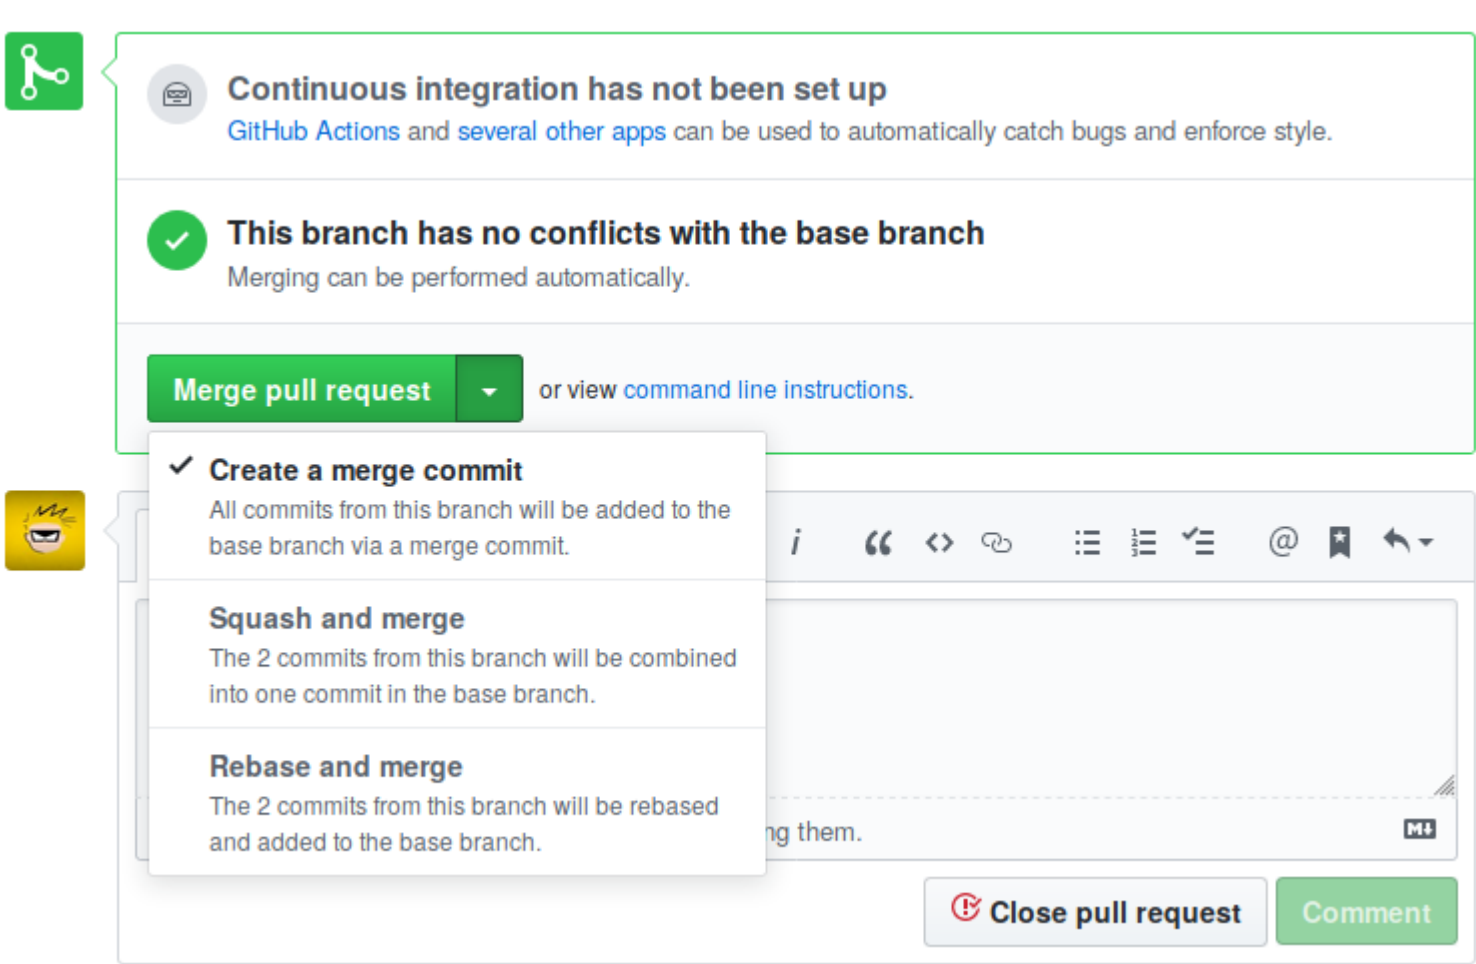 Continuous integration has not been set up
GitHub Actions and several other apps can be used to automatically catch bugs and enforce style.
This branch has no conflicts with the base branch
Merging can be performed automatically.
Merge pull request or view command line instructions.
Create a merge commit
All commits from this branch will be added to the
base branch via a merge commit.
Squash and merge
The 2 commits from this branch will be combined
into one commit in the base branch.
Rebase and merge
The 2 commits from this branch will be rebased
and added to the base branch.
them.
Close pull request
Comment